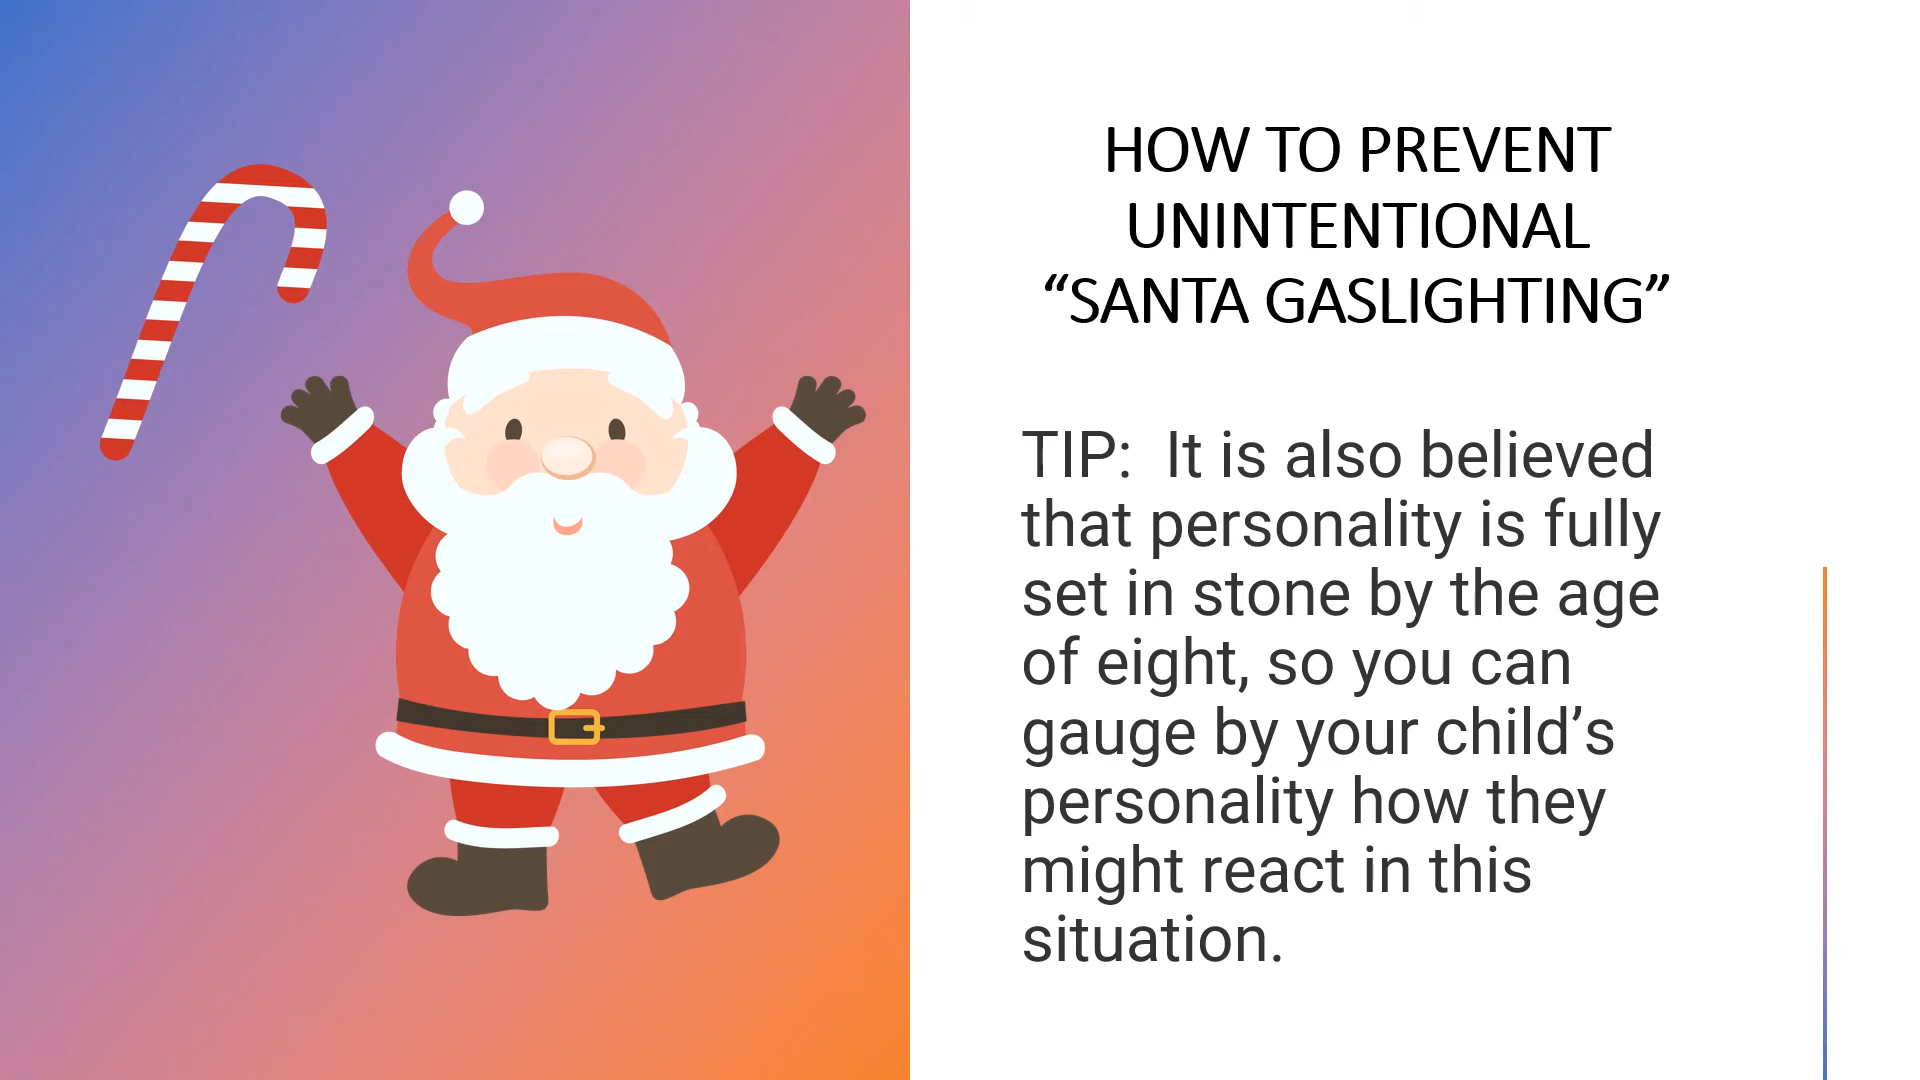 HOW TO PREVENT
UNINTENTIONAL
“SANTA GASLIGHTING”
TIP:  It is also believed
that personality is fully
set in stone by the age
of eight, so you can
gauge by your child’s
personality how they
might react in this
situation.